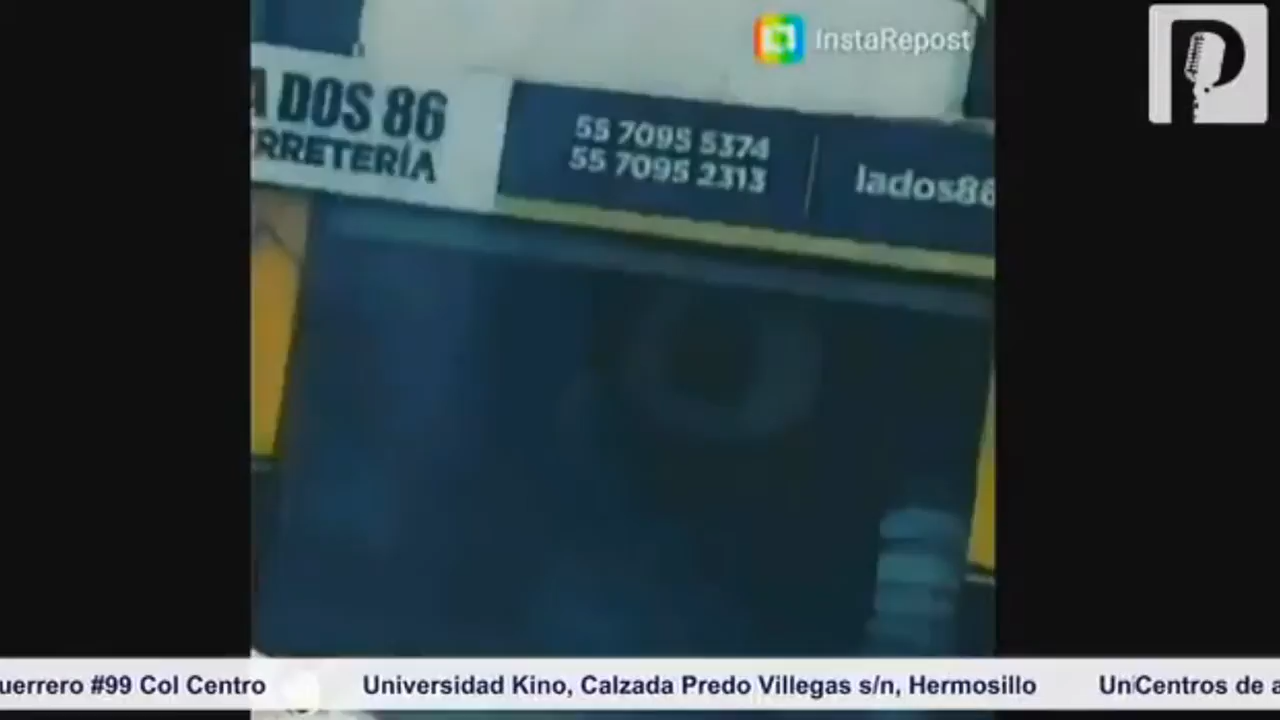 InstaRepost
A DOS 86
RRETERÍA
55 7095 5374
55 7095 2313
lados86
uerrero #99 Col Centro
Universidad Kino, Calzada Predo Villegas s/n, Hermosillo
Un
Centros de a